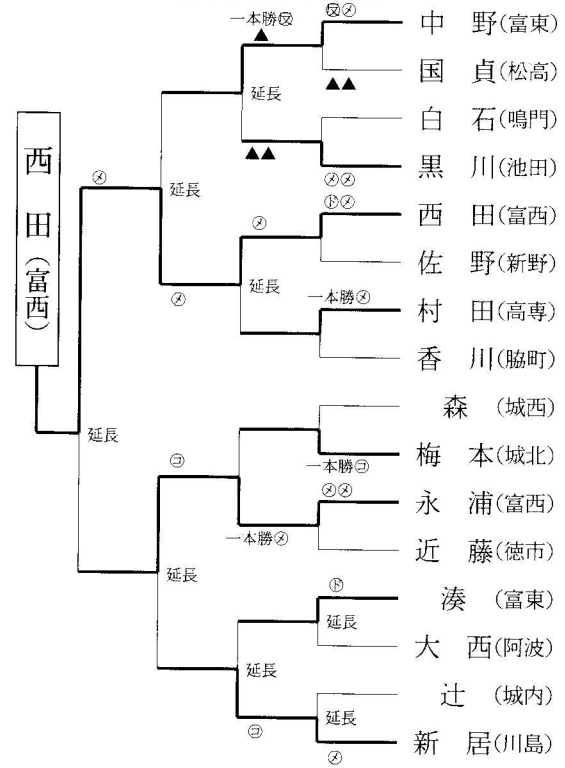 一本勝㋫
▲
反メ
中野(富東)
国貞(松高)
▲▲
延長
白石(鳴門)
▲▲
黒川(池田)
メメ
延長
メ
西田(富西)
トメ
メ
佐野(新野)
延長
メ
一本勝メ
村田(高専)
香川(脇町)
西田(富西)
延長
森(城西)
梅本(城北)
一本勝コ
コ
メメ
永浦(富西)
一本勝メ
近藤(徳市)
延長
ト
湊(富東)
延長
大西(阿波)
延長
辻(城内)
延長
コ
新居(川島)
メ